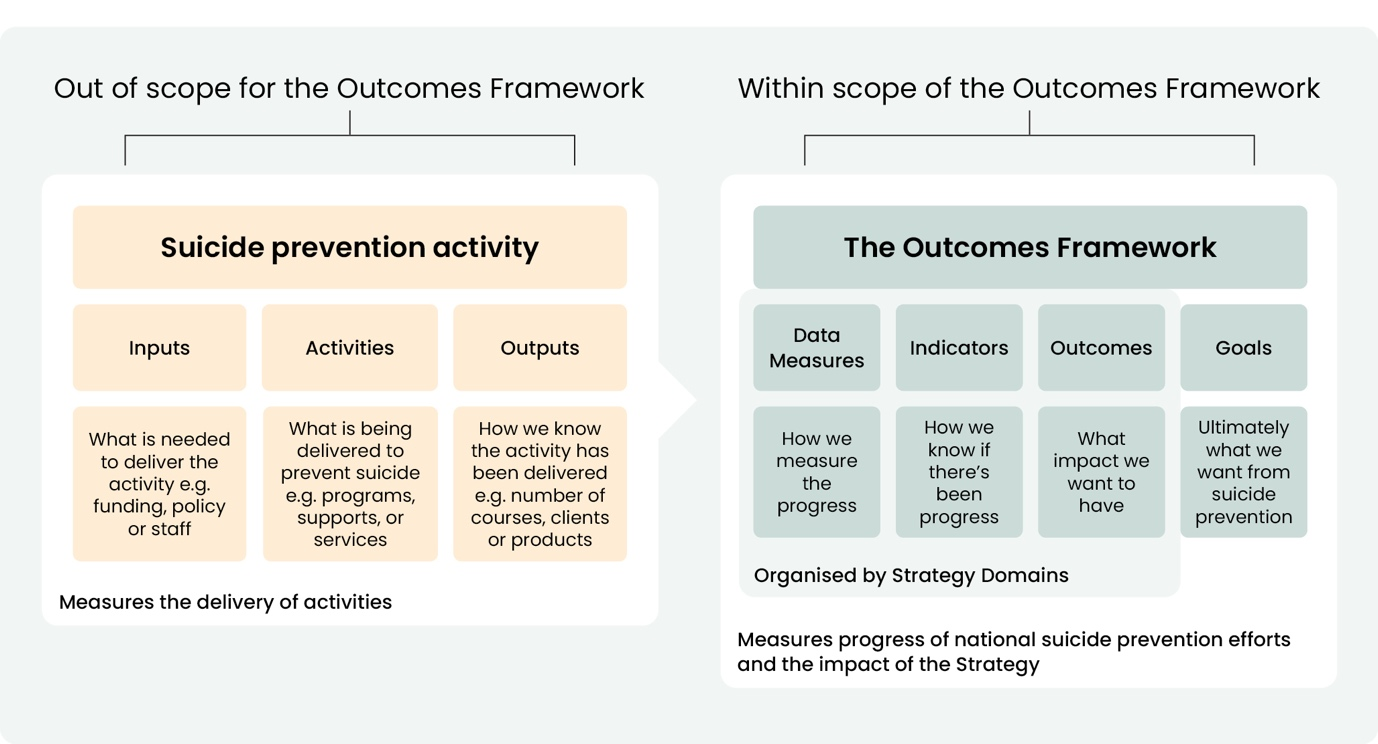 Out of scope for the Outcomes Framework
Suicide prevention activity
Inputs
Activities
Outputs
What is needed
to deliver the
activity e.g.
funding, policy
or staff
What is being
delivered to
prevent suicide
e.g. programs,
supports, or
services
How we know
the activity has
been delivered
e.g. number of
courses, clients
or products
Measures the delivery of activities
Within scope of the Outcomes Framework
The Outcomes Framework
Data
Measures
Indicators
Outcomes
Goals
How we
measure
the
progress
How we
know if
there’s
been
progress
What
impact we
want to
have
Ultimately
what we
want from
suicide
prevention
Organised by Strategy Domains
Measures progress of national suicide prevention efforts
and the impact of the Strategy